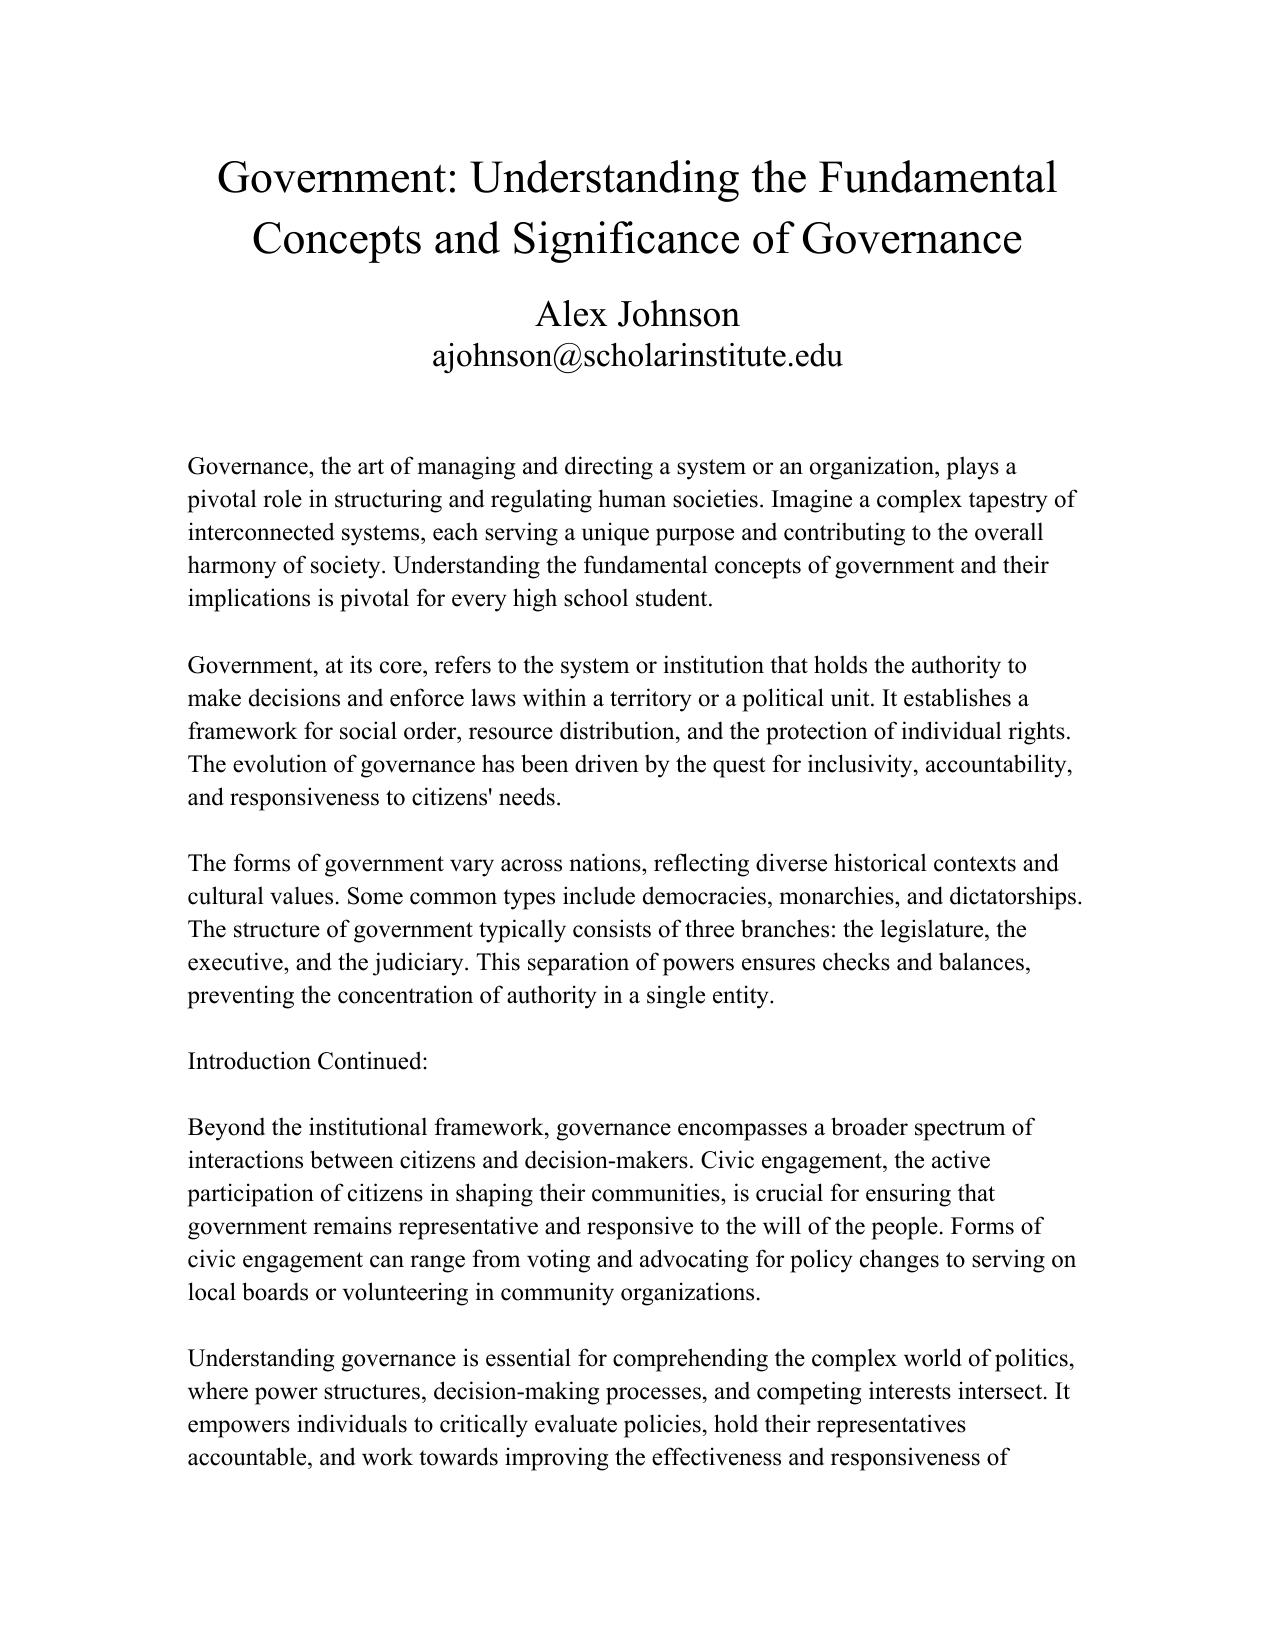 Government: Understanding the Fundamental
Concepts and Significance of Governance
Alex Johnson
ajohnson@scholarinstitute.edu
Governance, the art of managing and directing a system or an organization, plays a
pivotal role in structuring and regulating human societies. Imagine a complex tapestry of
interconnected systems, each serving a unique purpose and contributing to the overall
harmony of society. Understanding the fundamental concepts of government and their
implications is pivotal for every high school student.
Government, at its core, refers to the system or institution that holds the authority to
make decisions and enforce laws within a territory or a political unit. It establishes a
framework for social order, resource distribution, and the protection of individual rights.
The evolution of governance has been driven by the quest for inclusivity, accountability,
and responsiveness to citizens' needs.
The forms of government vary across nations, reflecting diverse historical contexts and
cultural values. Some common types include democracies, monarchies, and dictatorships.
The structure of government typically consists of three branches: the legislature, the
executive, and the judiciary. This separation of powers ensures checks and balances,
preventing the concentration of authority in a single entity.
Introduction Continued:
Beyond the institutional framework, governance encompasses a broader spectrum of
interactions between citizens and decision-makers. Civic engagement, the active
participation of citizens in shaping their communities, is crucial for ensuring that
government remains representative and responsive to the will of the people. Forms of
civic engagement can range from voting and advocating for policy changes to serving on
local boards or volunteering in community organizations.
Understanding governance is essential for comprehending the complex world of politics,
where power structures, decision-making processes, and competing interests intersect. It
empowers individuals to critically evaluate policies, hold their representatives
accountable, and work towards improving the effectiveness and responsiveness of